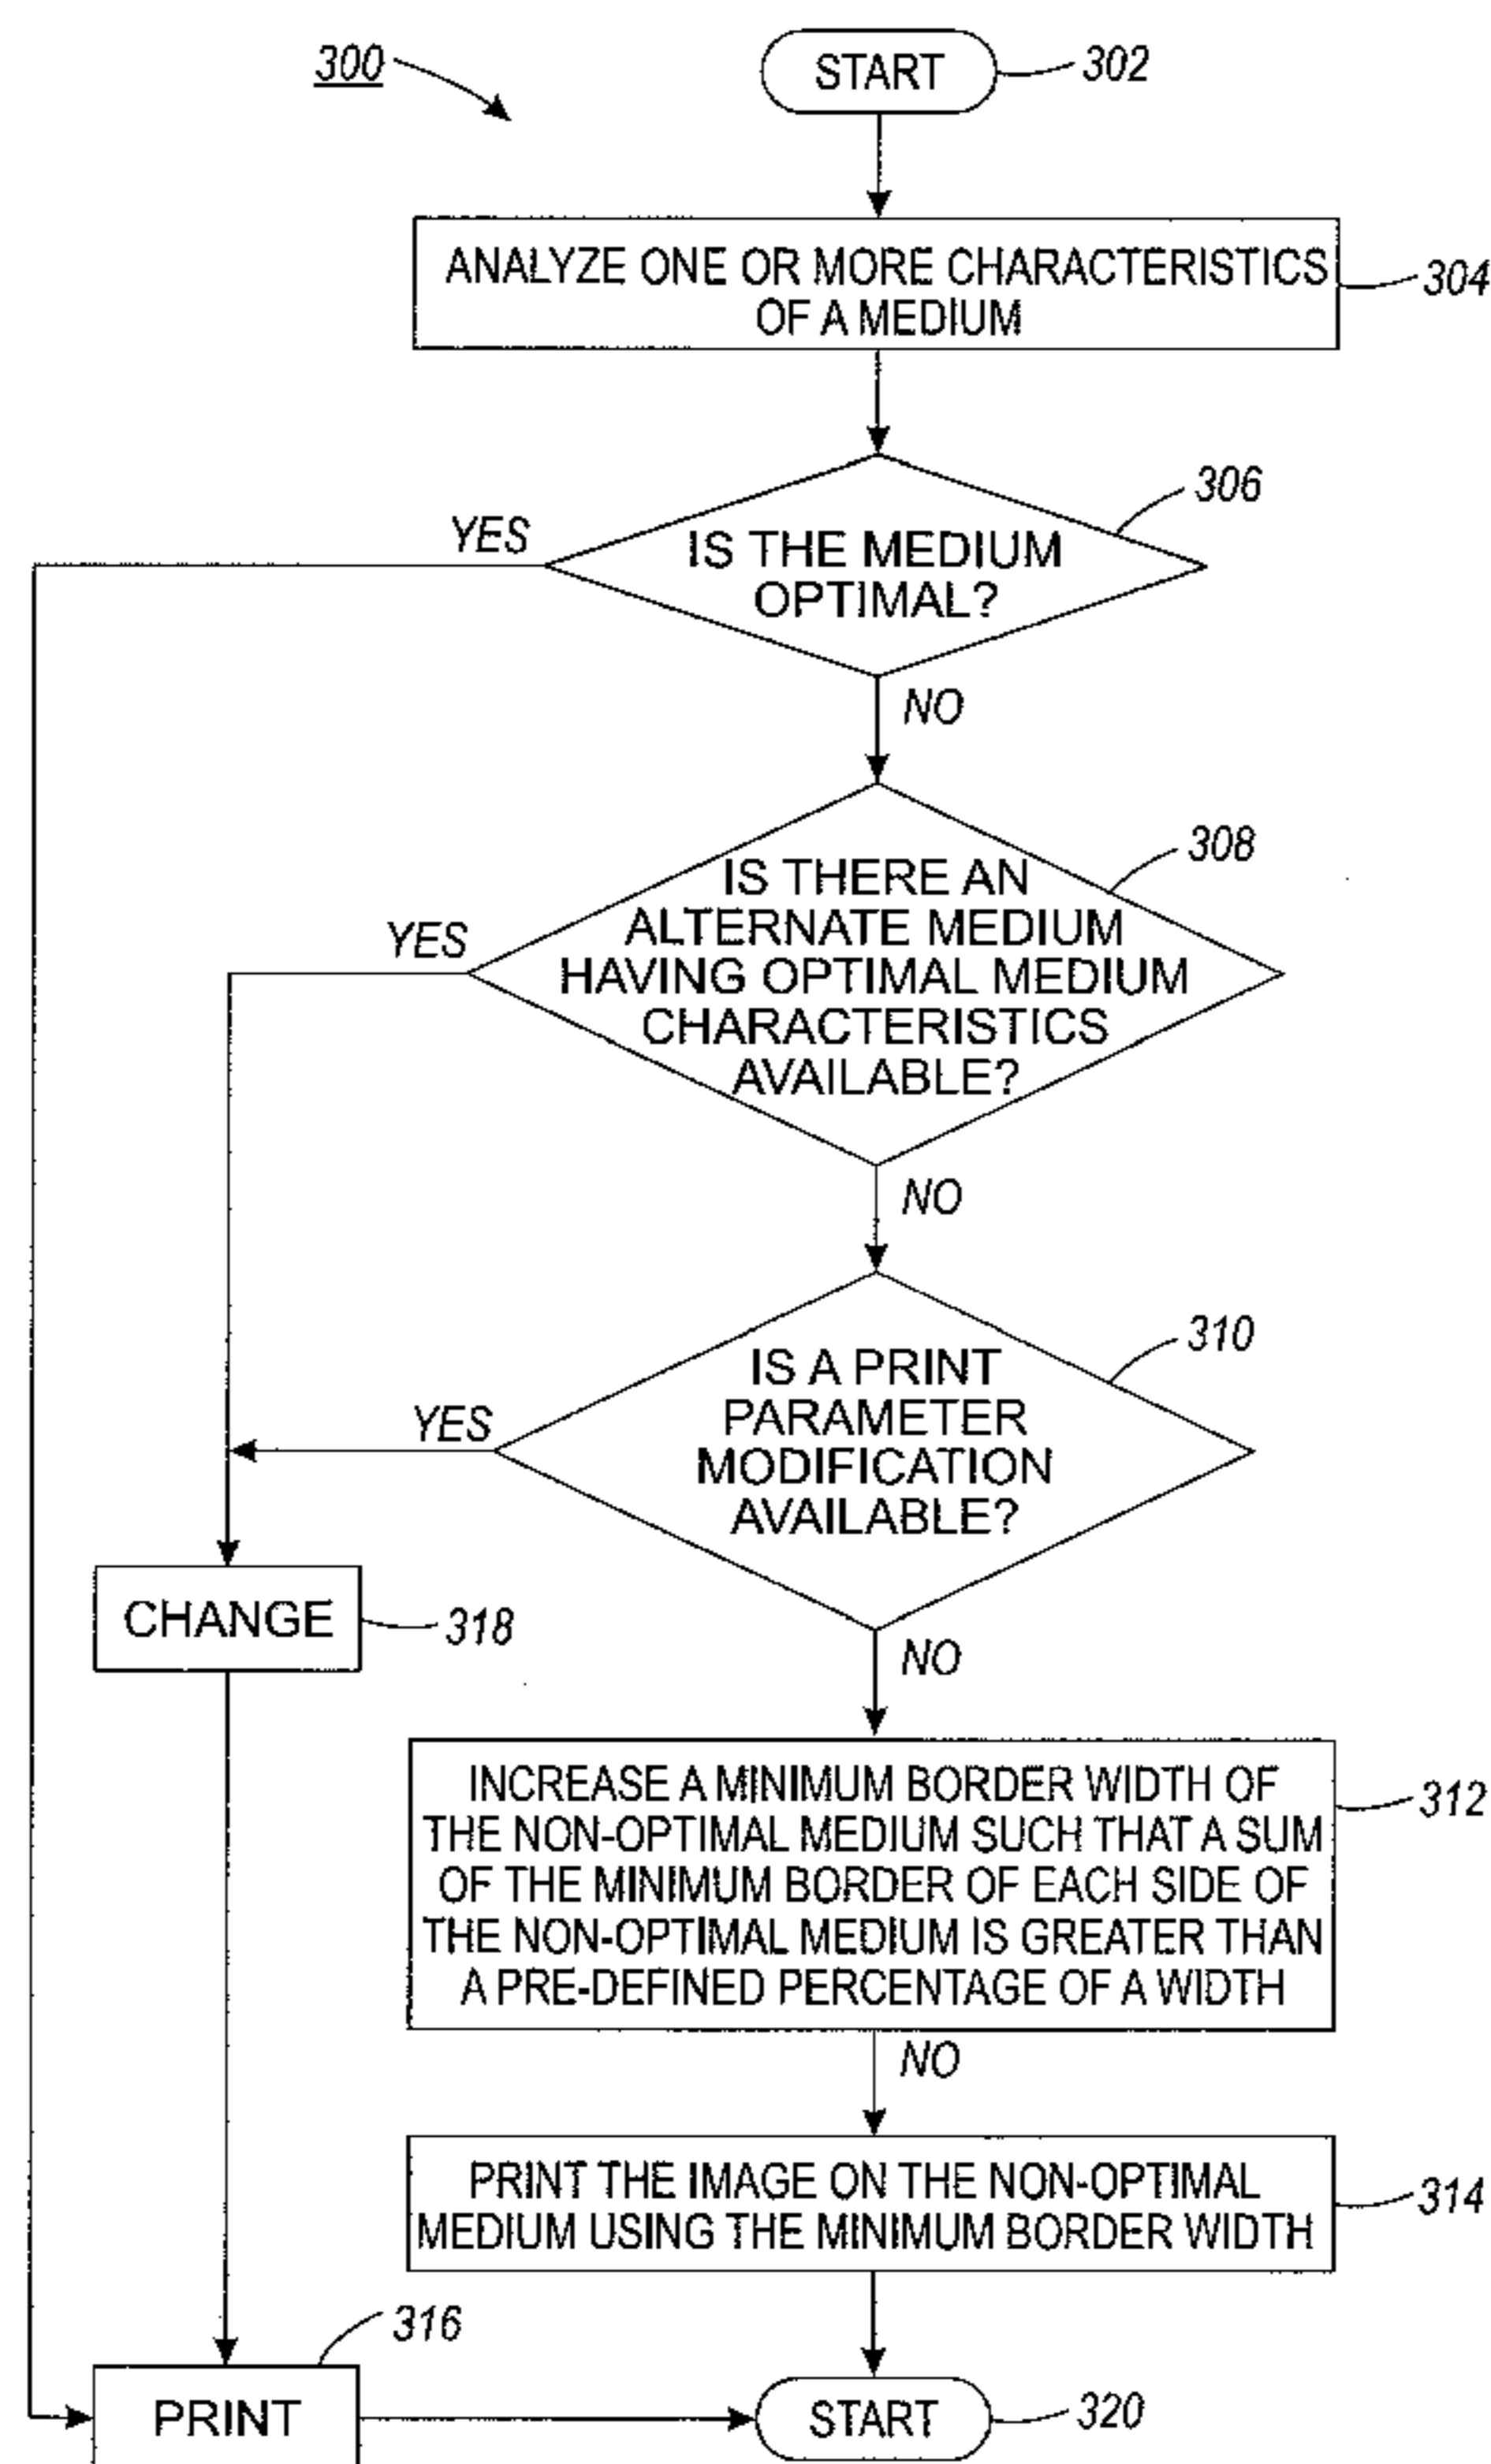 300
START
302
ANALYZE ONE OR MORE CHARACTERISTICS
OF A MEDIUM
304
306
YES
IS THE MEDIUM
OPTIMAL?
NO
308
IS THERE AN
ALTERNATE MEDIUM
HAVING OPTIMAL MEDIUM
CHARACTERISTICS
AVAILABLE?
YES
NO
310
IS A PRINT
PARAMETER
MODIFICATION
AVAILABLE?
YES
CHANGE
318
NO
INCREASE A MINIMUM BORDER WIDTH OF
THE NON-OPTIMAL MEDIUM SUCH THAT A SUM
OF THE MINIMUM BORDER OF EACH SIDE OF
THE NON-OPTIMAL MEDIUM IS GREATER THAN
A PRE-DEFINED PERCENTAGE OF A WIDTH
312
NO
PRINT THE IMAGE ON THE NON-OPTIMAL
MEDIUM USING THE MINIMUM BORDER WIDTH
314
316
PRINT
START
320